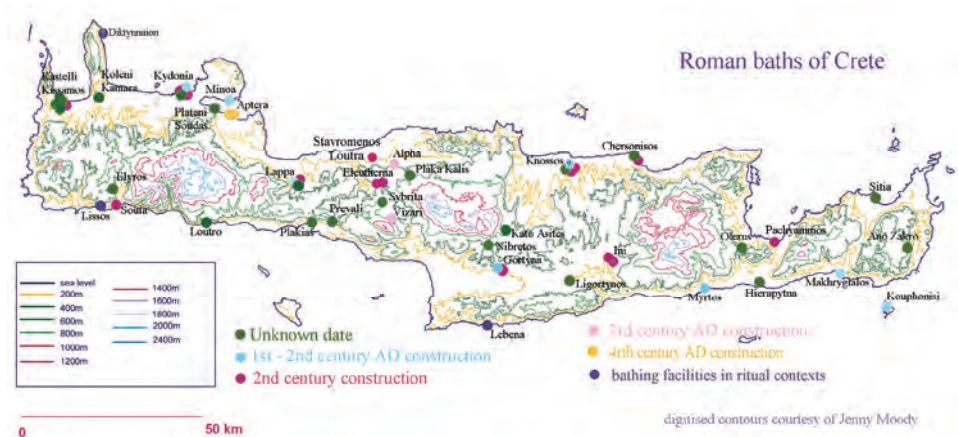 Roman baths of Crete
Diktynnaion
Kastelli
Kissamos
Koleni
Kamara
Kydonia
Minoa
Aptera
Platani
Soudas
Stavromenos
Loutra
Alpha
Eleutherna
Plaka Kalis
Lappa
Sybrita
Vizari
Knossos
Chersonisos
Elyros
Lissos
Souia
Loutro
Prevali
Plakias
Kato Asites
Nibretos
Gortyna
Ini
Ligortynos
Lebena
Sitia
Pachyammos
Olerus
Ano Zakro
Myrtos
Hierapytna
Makhrygialos
Kouphonisi
sea level
200m
400m
600m
800m
1000m
1200m
1400m
1600m
1800m
2000m
2400m
Unknown date
1st - 2nd century AD construction
2nd century construction
century AD construction
century AD construction
bathing facilities in ritual contexts
0 50 km
digitised contours courtesy of Jenny Moody